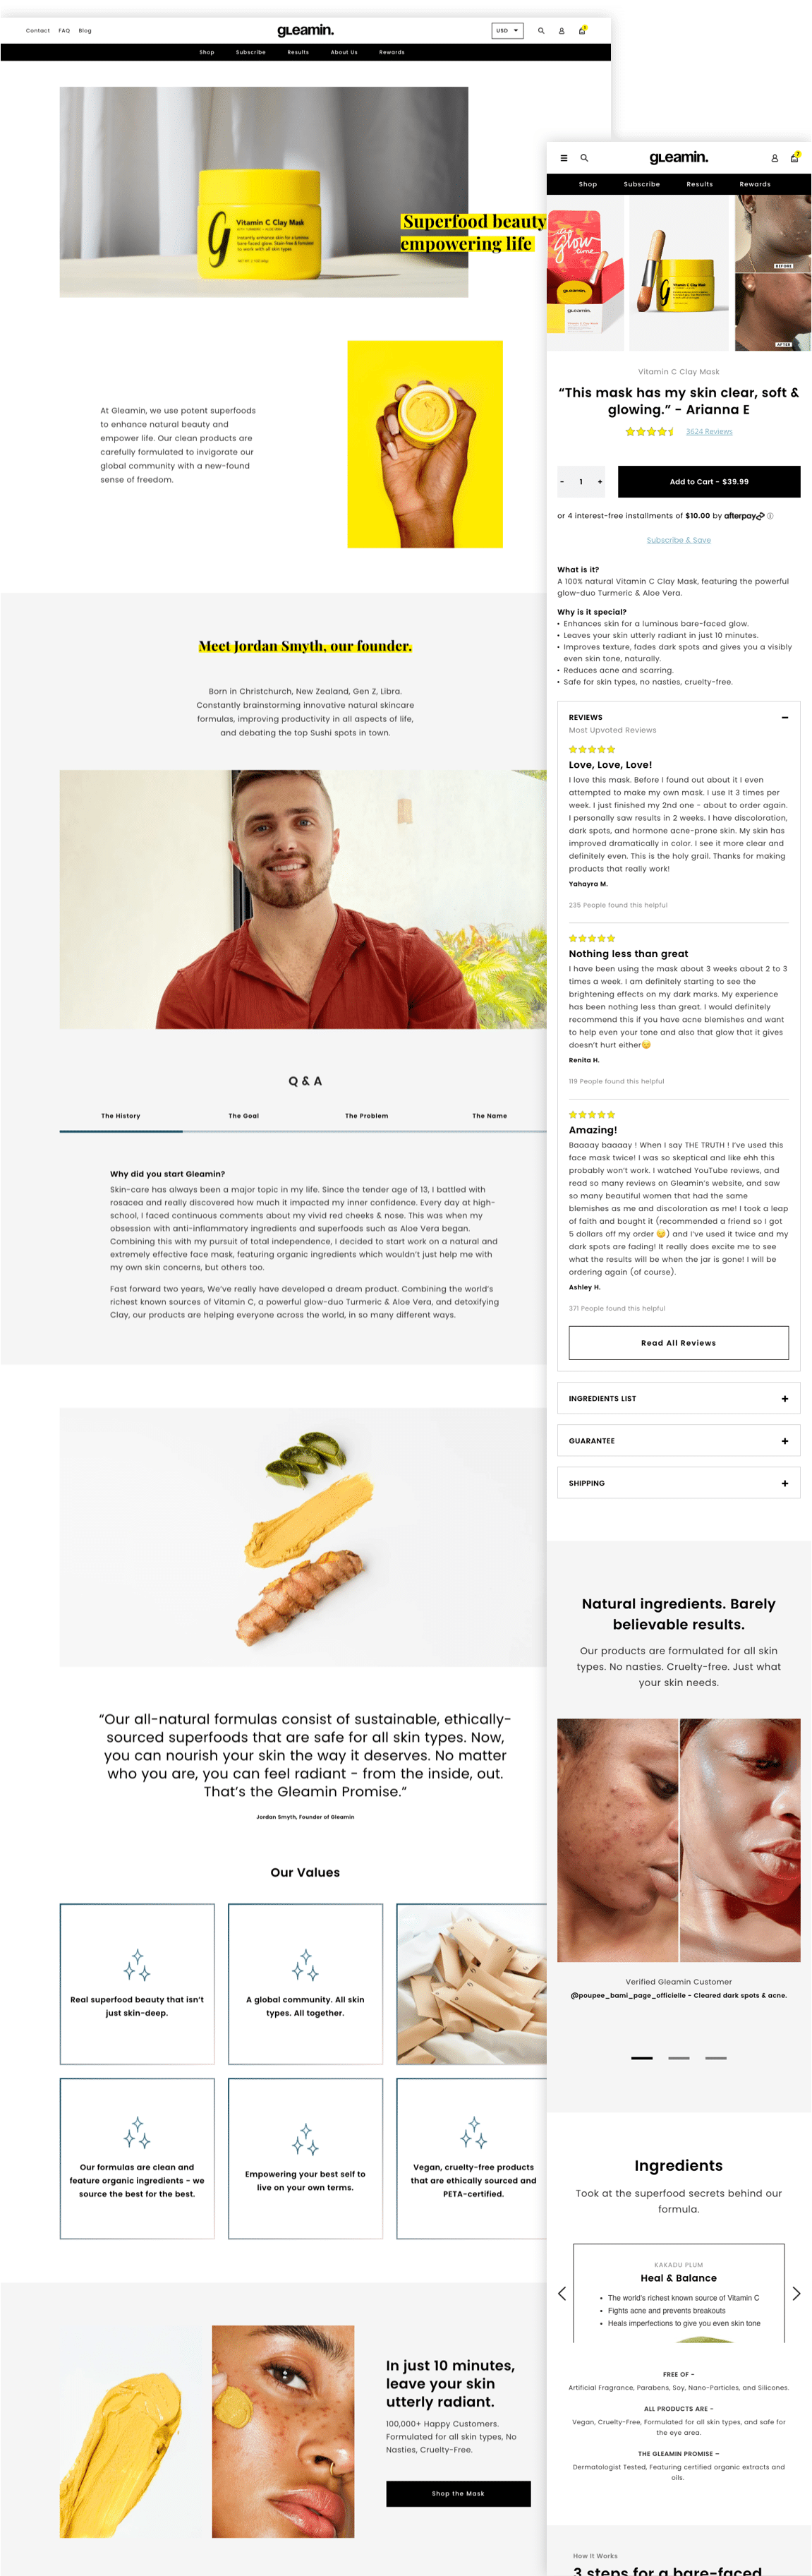 Contact FAQ Blog
gleamin.
USD
Shop Subscribe Results About Us Rewards
g
Vitamin C Clay Mask
WITH TURMERIC + ALOE VERA
Instantly enhance skin for a luminous
bare-faced glow. Stain-free & formulated
to work with all skin types
Superfood beauty
empowering life
At Gleamin, we use potent superfoods
to enhance natural beauty and
empower life. Our clean products are
carefully formulated to invigorate our
global community with a new-found
sense of freedom.
Meet Jordan Smyth, our founder.
Born in Christchurch, New Zealand, Gen Z, Libra.
Constantly brainstorming innovative natural skincare
formulas, improving productivity in all aspects of life,
and debating the top Sushi spots in town.
Q & A
The History The Goal The Problem The Name
Why did you start Gleamin?
Skin-care has always been a major topic in my life. Since the tender age of 13, I battled with
rosacea and really discovered how much it impacted my inner confidence. Every day at high-
school, I faced continuous comments about my vivid red cheeks & nose. This was when my
obsession with anti-inflammatory ingredients and superfoods such as Aloe Vera began.
Combining this with my pursuit of total independence, I decided to start work on a natural and
extremely effective face mask, featuring organic ingredients which wouldn't just help me with
my own skin concerns, but others too.
Fast forward two years, We've really have developed a dream product. Combining the world's
richest known sources of Vitamin C, a powerful glow-duo Turmeric & Aloe Vera, and detoxifying
Clay, our products are helping everyone across the world, in so many different ways.
“Our all-natural formulas consist of sustainable, ethically-
sourced superfoods that are safe for all skin types. Now,
you can nourish your skin the way it deserves. No matter
who you are, you can feel radiant - from the inside, out.
That's the Gleamin Promise.”
Jordan Smyth, Founder of Gleamin
Our Values
Real superfood beauty that isn't
just skin-deep.
A global community. All skin
types. All together.
Our formulas are clean and
feature organic ingredients - we
source the best for the best.
Empowering your best self to
live on your own terms.
Vegan, cruelty-free products
that are ethically sourced and
PETA-certified.
In just 10 minutes,
leave your skin
utterly radiant.
100,000+ Happy Customers.
Formulated for all skin types, No
Nasties, Cruelty-Free.
Shop the Mask
gleamin.
7
Shop Subscribe Results Rewards
it's
glow
time
gleamin.
g
Vitamin C Clay Mask
BEFORE
AFTER
Vitamin C Clay Mask
“This mask has my skin clear, soft &
glowing.” - Arianna E
3624 Reviews
- 1 +
Add to Cart - $39.99
or 4 interest-free installments of $10.00 by afterpay
Subscribe & Save
What is it?
A 100% natural Vitamin C Clay Mask, featuring the powerful
glow-duo Turmeric & Aloe Vera.
Why is it special?
• Enhances skin for a luminous bare-faced glow.
• Leaves your skin utterly radiant in just 10 minutes.
• Improves texture, fades dark spots and gives you a visibly
even skin tone, naturally.
• Reduces acne and scarring.
• Safe for skin types, no nasties, cruelty-free.
REVIEWS
Most Upvoted Reviews
Love, Love, Love!
I love this mask. Before I found out about it I even
attempted to make my own mask. I use It 3 times per
week. I just finished my 2nd one - about to order again.
I personally saw results in 2 weeks. I have discoloration,
dark spots, and hormone acne-prone skin. My skin has
improved dramatically in color. I see it more clear and
definitely even. This is the holy grail. Thanks for making
products that really work!
Yahayra M.
235 People found this helpful
Nothing less than great
I have been using the mask about 3 weeks about 2 to 3
times a week. I am definitely starting to see the
brightening effects on my dark marks. My experience
has been nothing less than great. I would definitely
recommend this if you have acne blemishes and want
to help even your tone and also that glow that it gives
doesn't hurt either😉
Renita H.
119 People found this helpful
Amazing!
Baaaay baaaay ! When I say THE TRUTH ! I've used this
face mask twice! I was so skeptical and like ehh this
probably won't work. I watched YouTube reviews, and
read so many reviews on Gleamin's website, and saw
so many beautiful women that had the same
blemishes as me and discoloration as me! I took a leap
of faith and bought it (recommended a friend so I got
5 dollars off my order 😉) and I've used it twice and my
dark spots are fading! It really does excite me to see
what the results will be when the jar is gone! I will be
ordering again (of course).
Ashley H.
371 People found this helpful
Read All Reviews
INGREDIENTS LIST +
GUARANTEE +
SHIPPING +
Natural ingredients. Barely
believable results.
Our products are formulated for all skin
types. No nasties. Cruelty-free. Just what
your skin needs.
Verified Gleamin Customer
@poupee_bami_page_officielle - Cleared dark spots & acne.
Ingredients
Took at the superfood secrets behind our
formula.
KAKADU PLUM
Heal & Balance
• The world's richest known source of Vitamin C
• Fights acne and prevents breakouts
• Heals imperfections to give you even skin tone
FREE OF -
Artificial Fragrance, Parabens, Soy, Nano-Particles, and Silicones.
ALL PRODUCTS ARE -
Vegan, Cruelty-Free, Formulated for all skin types, and safe for
the eye area.
THE GLEAMIN PROMISE -
Dermatologist Tested, Featuring certified organic extracts and
oils.
How It Works
3 steps for a bare-faced